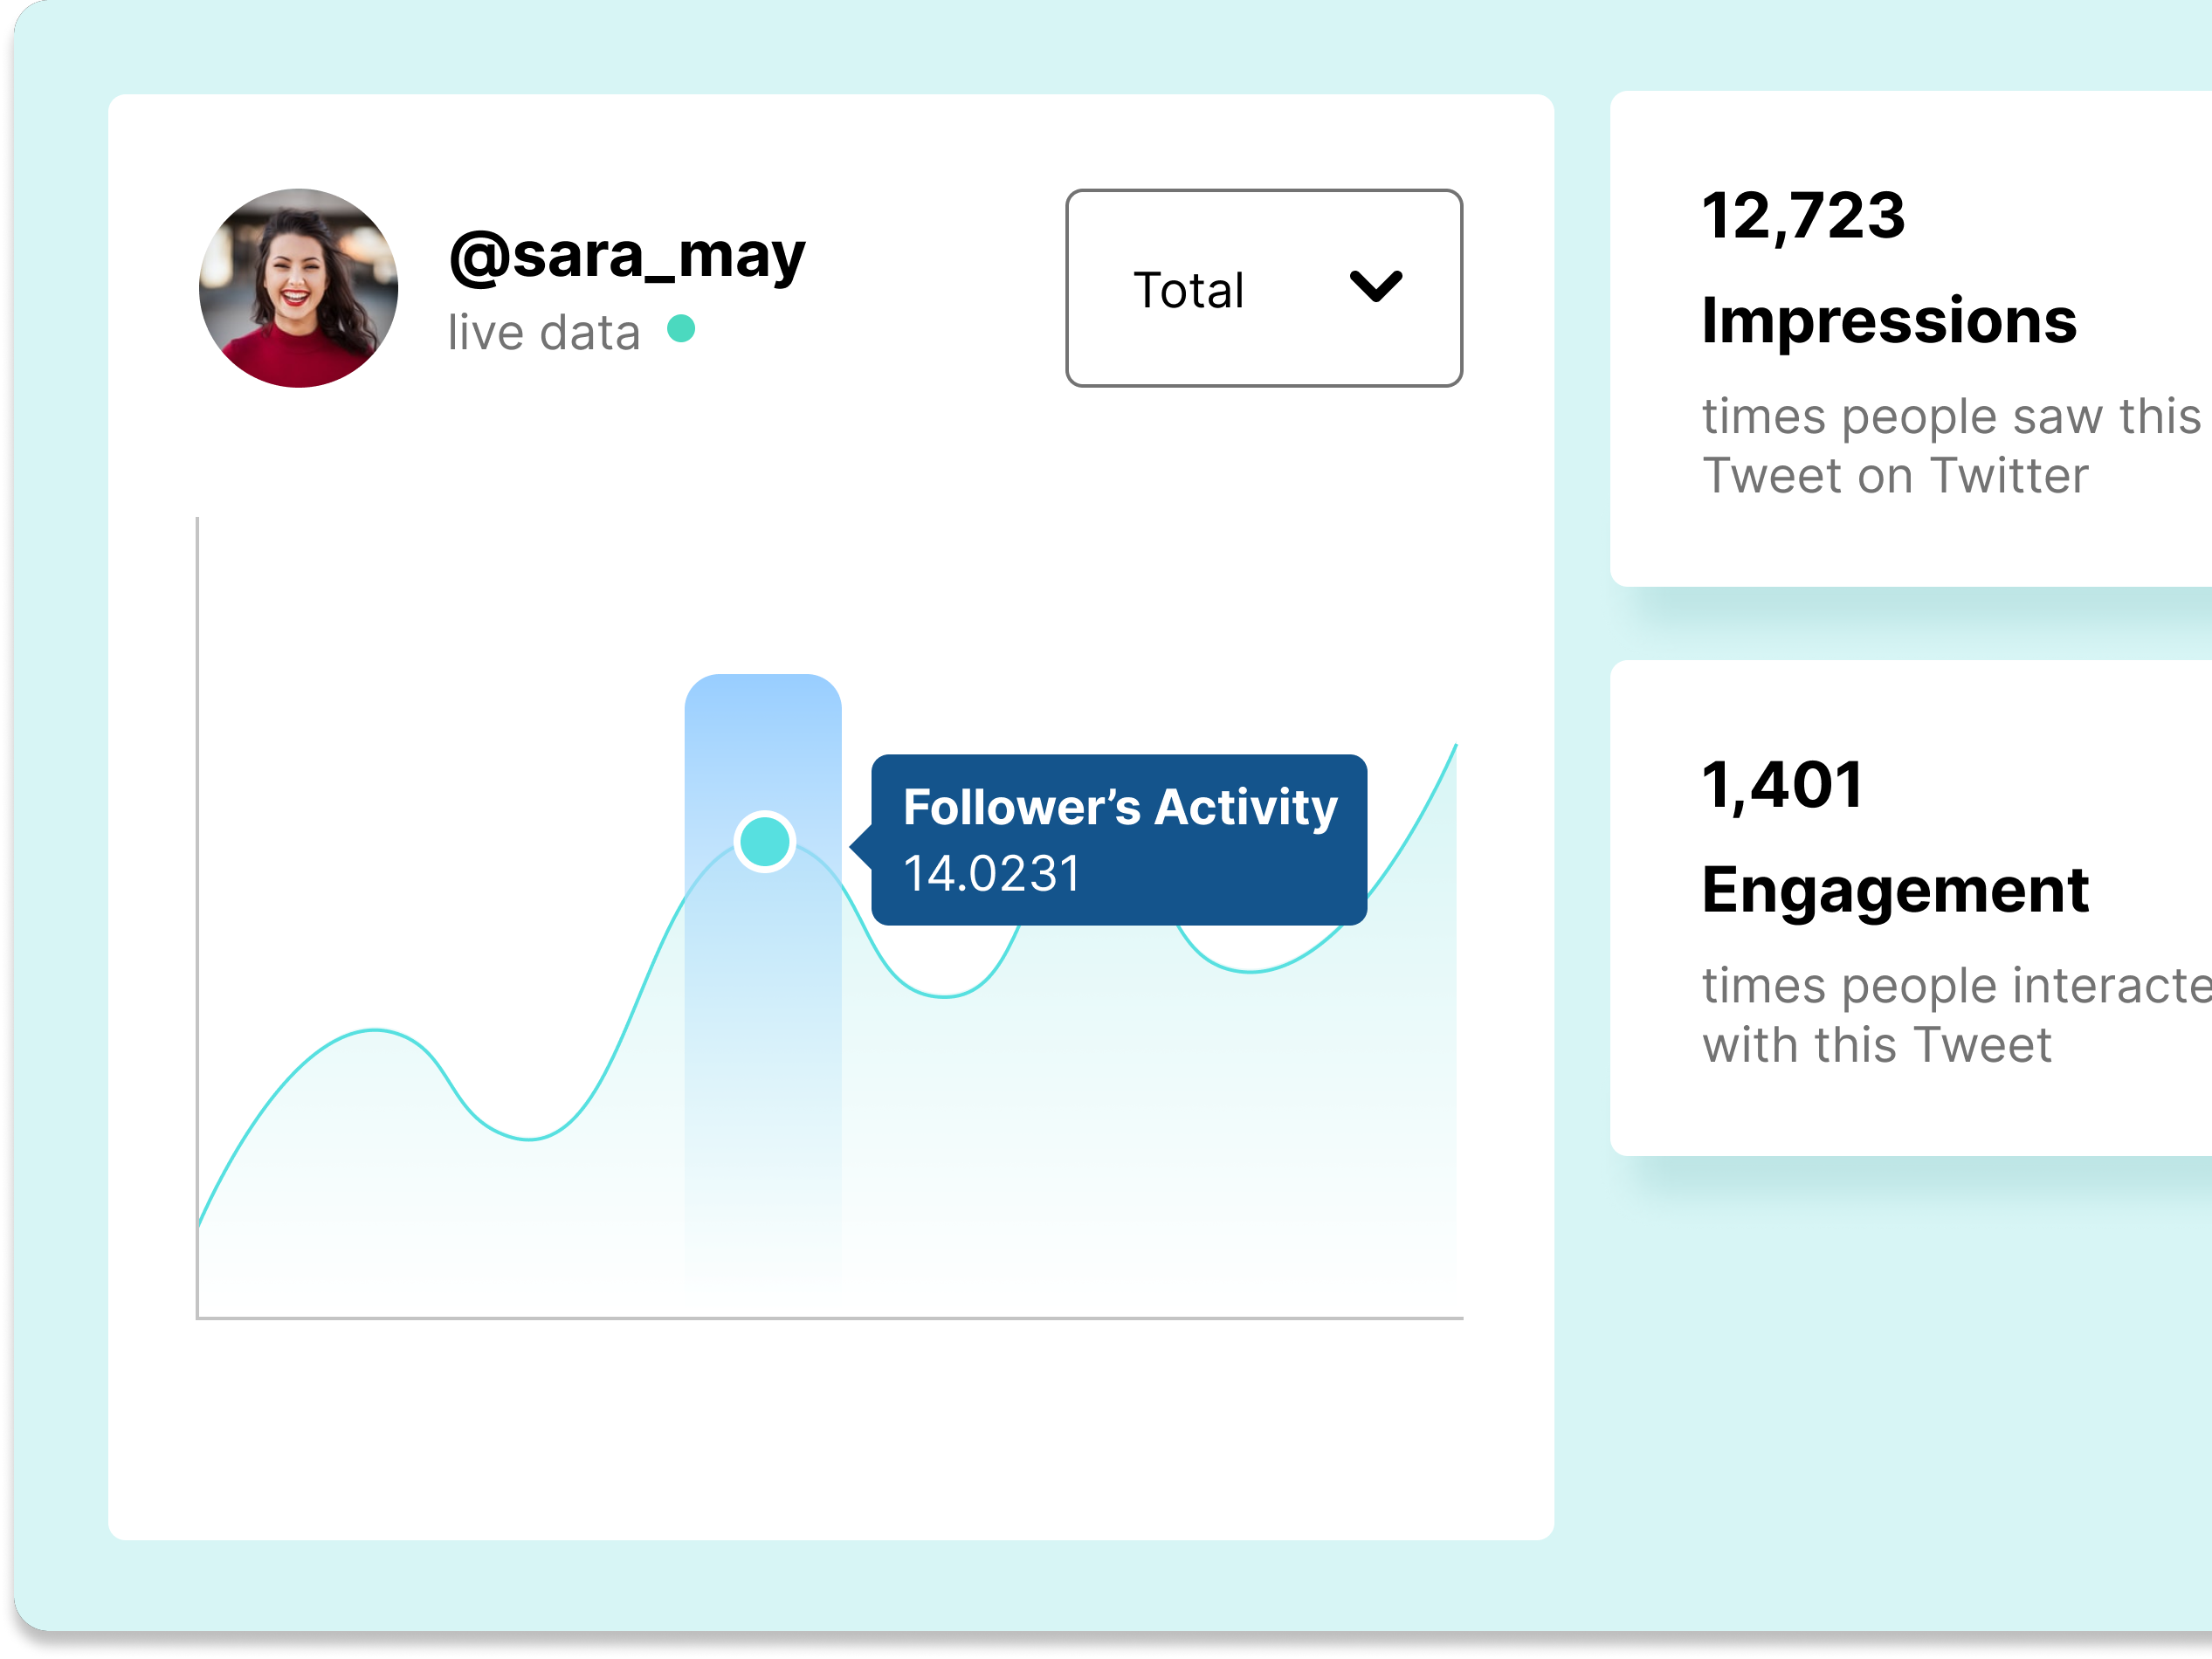 @sara_may
live data
Total
Follower’s Activity
14.0231
12,723
Impressions
times people saw this
Tweet on Twitter
1,401
Engagement
times people interacte
with this Tweet